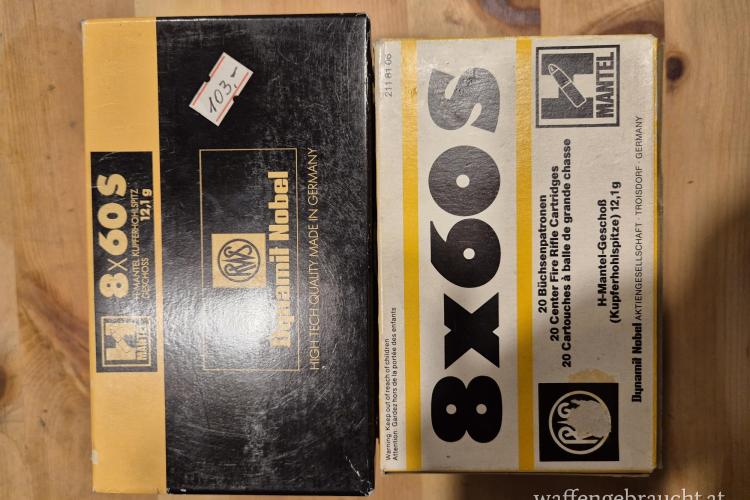 103,-
8x60S
H-MANTEL KUPFERHOHLSPITZ
GESCHOSS 12,1 g
H
MANTEL
RWS
Dynamit Nobel
HIGH TECH QUALITY MADE IN GERMANY
211 81 06
8x60S
H
MANTEL
20 Büchsenpatronen
20 Center Fire Rifle Cartridges
20 Cartouches à balle de grande chasse
H-Mantel-Geschoß
(Kupferhohlspitze) 12,1 g
RWS
Dynamit Nobel AKTIENGESELLSCHAFT · TROISDORF · GERMANY
Warning: Keep out of reach of children
Attention: Gardez hors de la portée des enfants
waffengebraucht.at